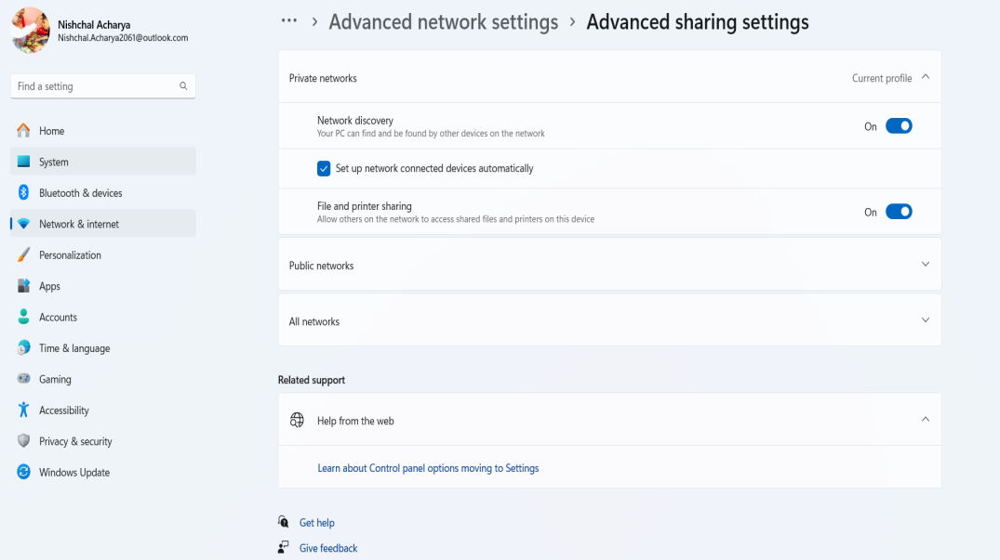 Nishchal Acharya
Nishchal.Acharya2061@outlook.com
Find a setting
Home
System
Bluetooth & devices
Network & internet
Personalization
Apps
Accounts
Time & language
Gaming
Accessibility
Privacy & security
Windows Update
··· › Advanced network settings › Advanced sharing settings
Private networks Current profile
Network discovery
Your PC can find and be found by other devices on the network
On
Set up network connected devices automatically
File and printer sharing
Allow others on the network to access shared files and printers on this device
On
Public networks
All networks
Related support
Help from the web
Learn about Control panel options moving to Settings
Get help
Give feedback